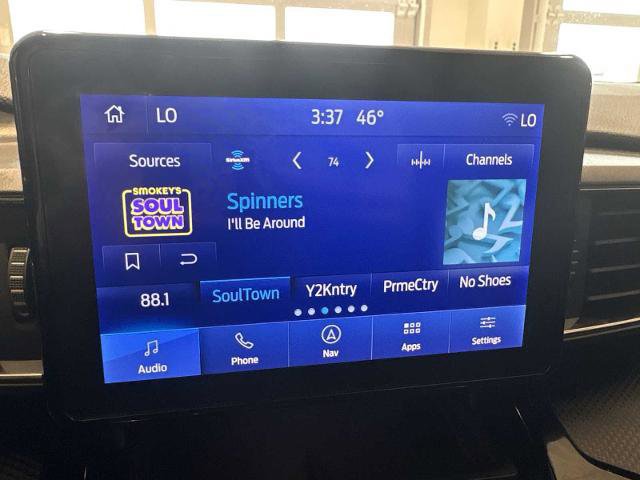 LO 3:37 46° LO
Sources SiriusXM 74 Channels
SMOKEY'S
SOUL
TOWN
Spinners
I'll Be Around
88.1 SoulTown Y2Kntry PrmeCtry No Shoes
Audio Phone Nav Apps Settings